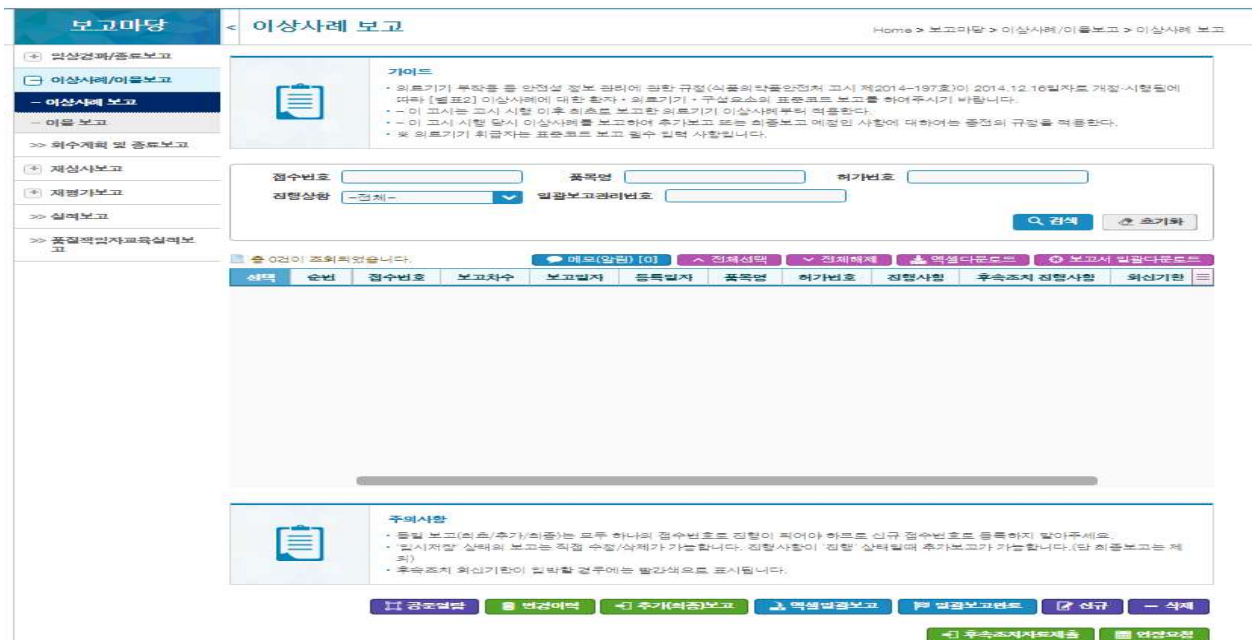 보고마당
< 이상사례 보고
Home > 보고마당 > 이상사례/이물보고 > 이상사례 보고
임상경과/종료보고
이상사례/이물보고
– 이상사례 보고
– 이물 보고
>> 회수계획 및 종료보고
재심사보고
재평가보고
>> 실적보고
>> 품질책임자교육실적보
고
가이드
• 의료기기 부작용 등 안전성 정보 관리에 관한 규정(식품의약품안전처 고시 제2014-197호)이 2014.12.16일자로 개정·시행됨에
따라 [별표2] 이상사례에 대한 환자·의료기기·구성요소의 표준코드 보고를 하여주시기 바랍니다.
• – 이 고시는 고시 시행 이후 최초로 보고한 의료기기 이상사례부터 적용한다.
• – 이 고시 시행 당시 이상사례를 보고하여 추가보고 또는 최종보고 예정인 사항에 대하여는 종전의 규정을 적용한다.
• ※ 의료기기 취급자는 표준코드 보고 필수 입력 사항입니다.
접수번호 품목명 허가번호
진행상황 -전체- 일괄보고관리번호
검색 초기화
총 0건이 조회되었습니다. 메모(알림) [0] 전체선택 전체해제 엑셀다운로드 보고서 일괄다운로드
선택 순번 접수번호 보고차수 보고일자 등록일자 품목명 허가번호 진행사항 후속조치 진행사항 회신기한
주의사항
• 동일 보고(최초/추가/최종)는 모두 하나의 접수번호로 진행이 되어야 하므로 신규 접수번호로 등록하지 말아주세요.
• '임시저장' 상태의 보고는 직접 수정/삭제가 가능합니다. 진행사항이 '진행' 상태일때 추가보고가 가능합니다.(단 최종보고는 제
외)
• 후속조치 회신기한이 임박할 경우에는 빨간색으로 표시됩니다.
공조열람 변경이력 추가(최종)보고 엑셀일괄보고 일괄보고멘트 신규 삭제
후속조치자료제출 연장요청